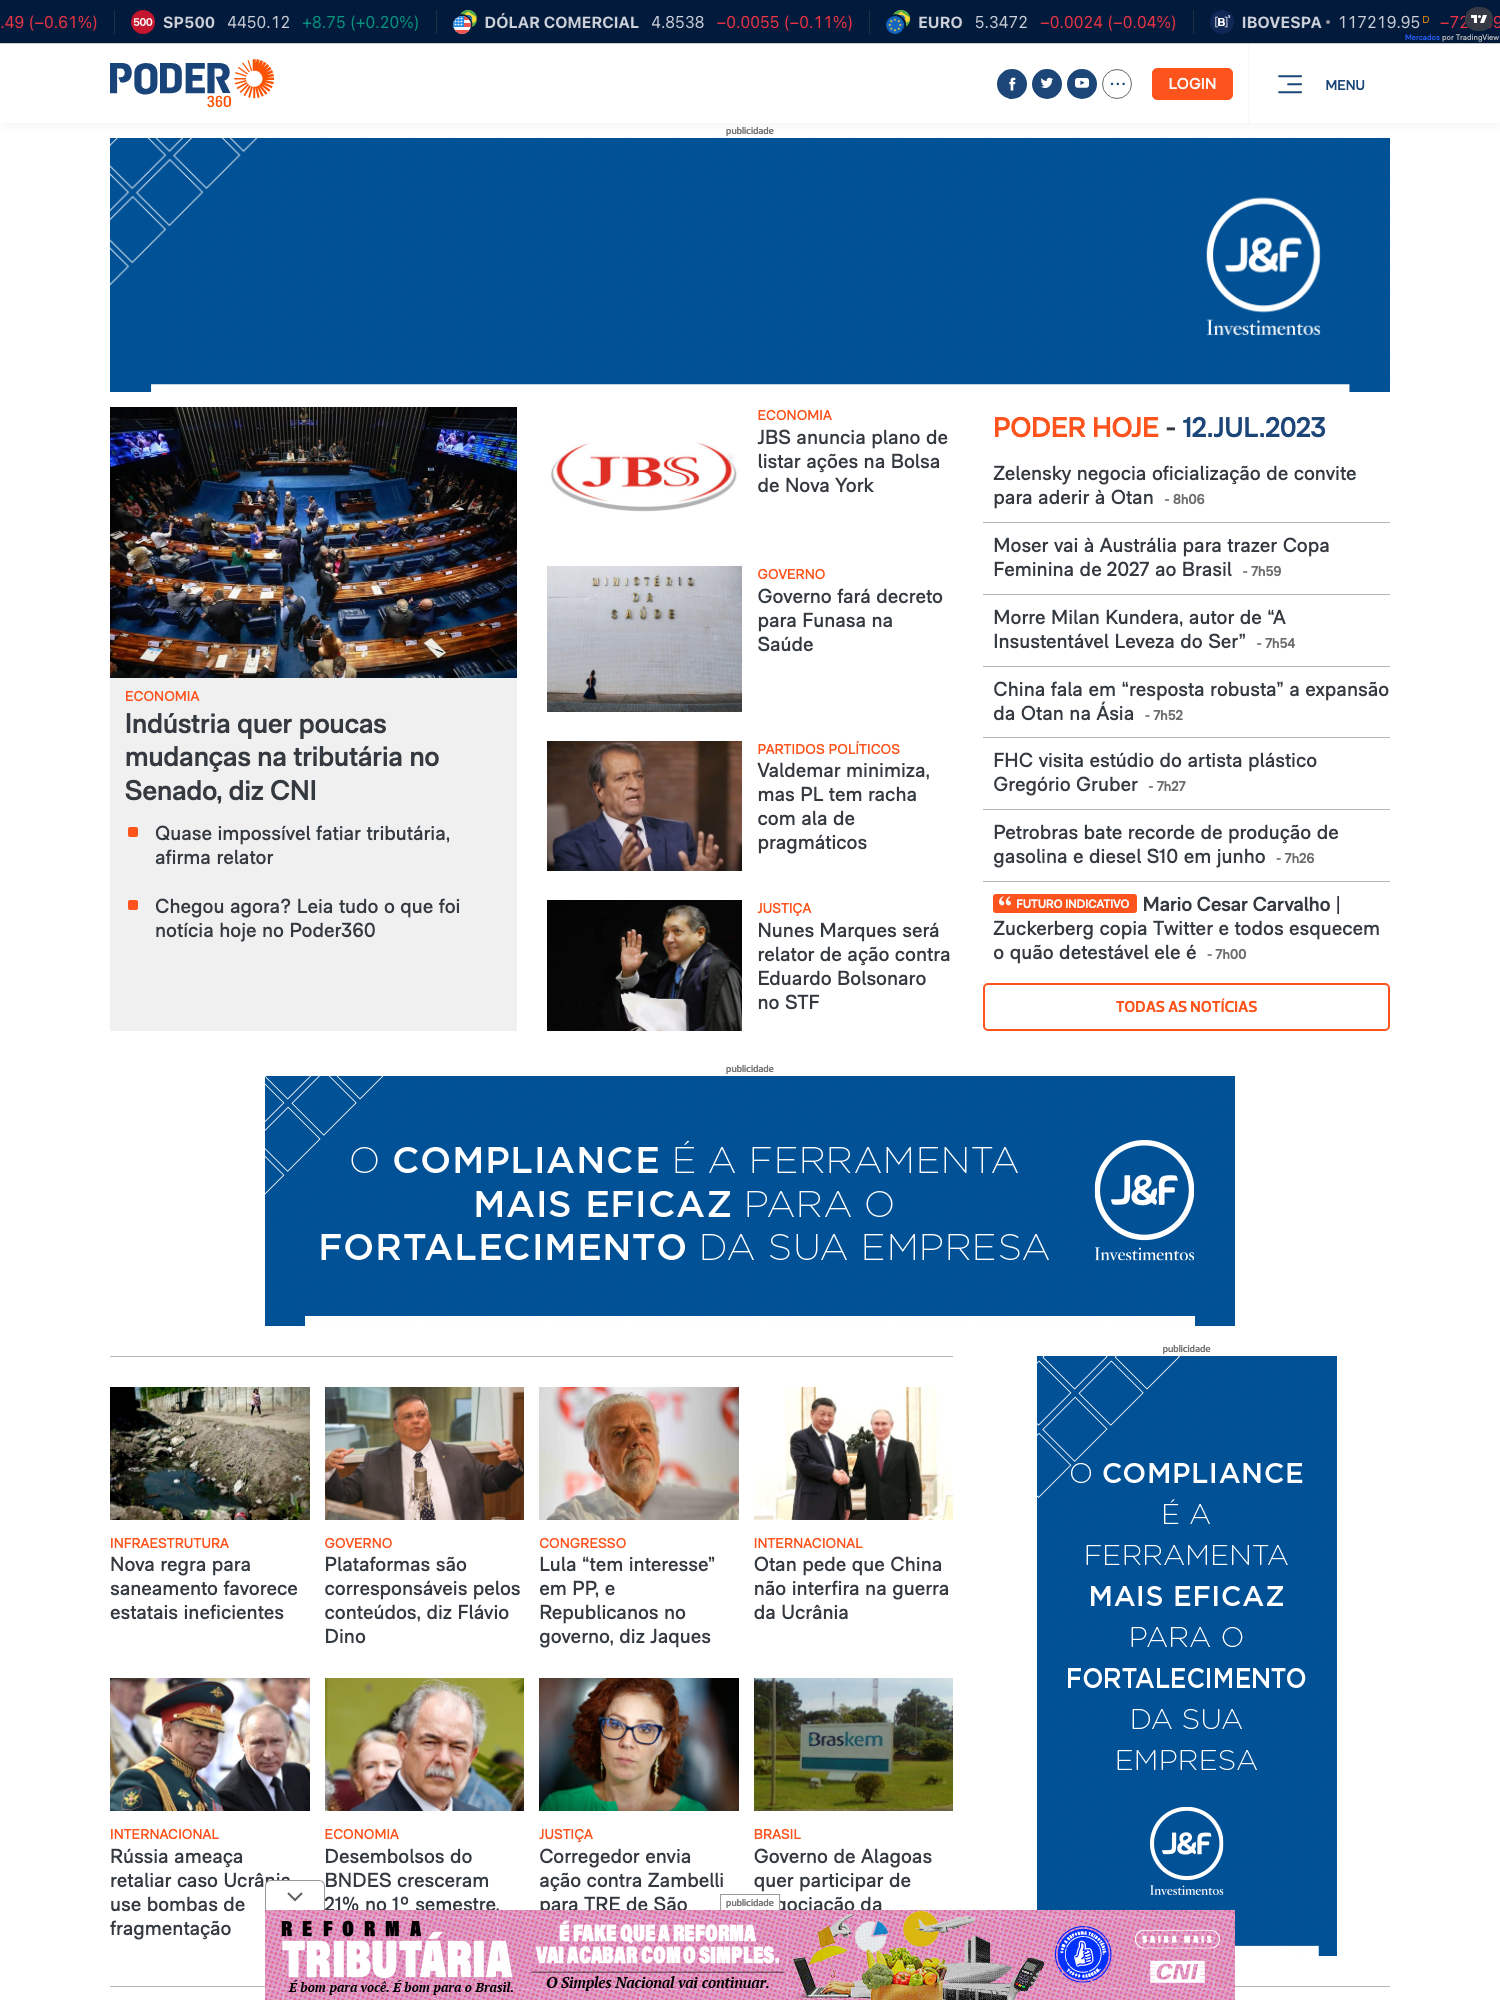 .49 (−0.61%) 500 SP500 4450.12 +8.75 (+0.20%) DÓLAR COMERCIAL 4.8538 −0.0055 (−0.11%) EURO 5.3472 −0.0024 (−0.04%) IBOVESPA 117219.95 D
Mercados por TradingView
PODER
360
LOGIN
MENU
publicidade
J&F
Investimentos
ECONOMIA
Indústria quer poucas
mudanças na tributária no
Senado, diz CNI
Quase impossível fatiar tributária,
afirma relator
Chegou agora? Leia tudo o que foi
notícia hoje no Poder360
JBS
ECONOMIA
JBS anuncia plano de
listar ações na Bolsa
de Nova York
MINISTÉRIO
DA
SAÚDE
GOVERNO
Governo fará decreto
para Funasa na
Saúde
PARTIDOS POLÍTICOS
Valdemar minimiza,
mas PL tem racha
com ala de
pragmáticos
JUSTIÇA
Nunes Marques será
relator de ação contra
Eduardo Bolsonaro
no STF
PODER HOJE - 12.JUL.2023
Zelensky negocia oficialização de convite
para aderir à Otan - 8h06
Moser vai à Austrália para trazer Copa
Feminina de 2027 ao Brasil - 7h59
Morre Milan Kundera, autor de “A
Insustentável Leveza do Ser” - 7h54
China fala em “resposta robusta” a expansão
da Otan na Ásia - 7h52
FHC visita estúdio do artista plástico
Gregório Gruber - 7h27
Petrobras bate recorde de produção de
gasolina e diesel S10 em junho - 7h26
“ FUTURO INDICATIVO Mario Cesar Carvalho |
Zuckerberg copia Twitter e todos esquecem
o quão detestável ele é - 7h00
TODAS AS NOTÍCIAS
publicidade
O COMPLIANCE É A FERRAMENTA
MAIS EFICAZ PARA O
FORTALECIMENTO DA SUA EMPRESA
J&F
Investimentos
INFRAESTRUTURA
Nova regra para
saneamento favorece
estatais ineficientes
GOVERNO
Plataformas são
corresponsáveis pelos
conteúdos, diz Flávio
Dino
PT
CONGRESSO
Lula “tem interesse”
em PP, e
Republicanos no
governo, diz Jaques
INTERNACIONAL
Otan pede que China
não interfira na guerra
da Ucrânia
INTERNACIONAL
Rússia ameaça
retaliar caso Ucrânia
use bombas de
fragmentação
ECONOMIA
Desembolsos do
BNDES cresceram
21% no 1º semestre,
JUSTIÇA
Corregedor envia
ação contra Zambelli
para TRE de São
Braskem
BRASIL
Governo de Alagoas
quer participar de
negociação da
publicidade
O COMPLIANCE
É A
FERRAMENTA
MAIS EFICAZ
PARA O
FORTALECIMENTO
DA SUA
EMPRESA
J&F
Investimentos
publicidade
REFORMA
TRIBUTÁRIA
É bom para você. É bom para o Brasil.
É FAKE QUE A REFORMA
VAI ACABAR COM O SIMPLES.
O Simples Nacional vai continuar.
SAIBA MAIS
CNI